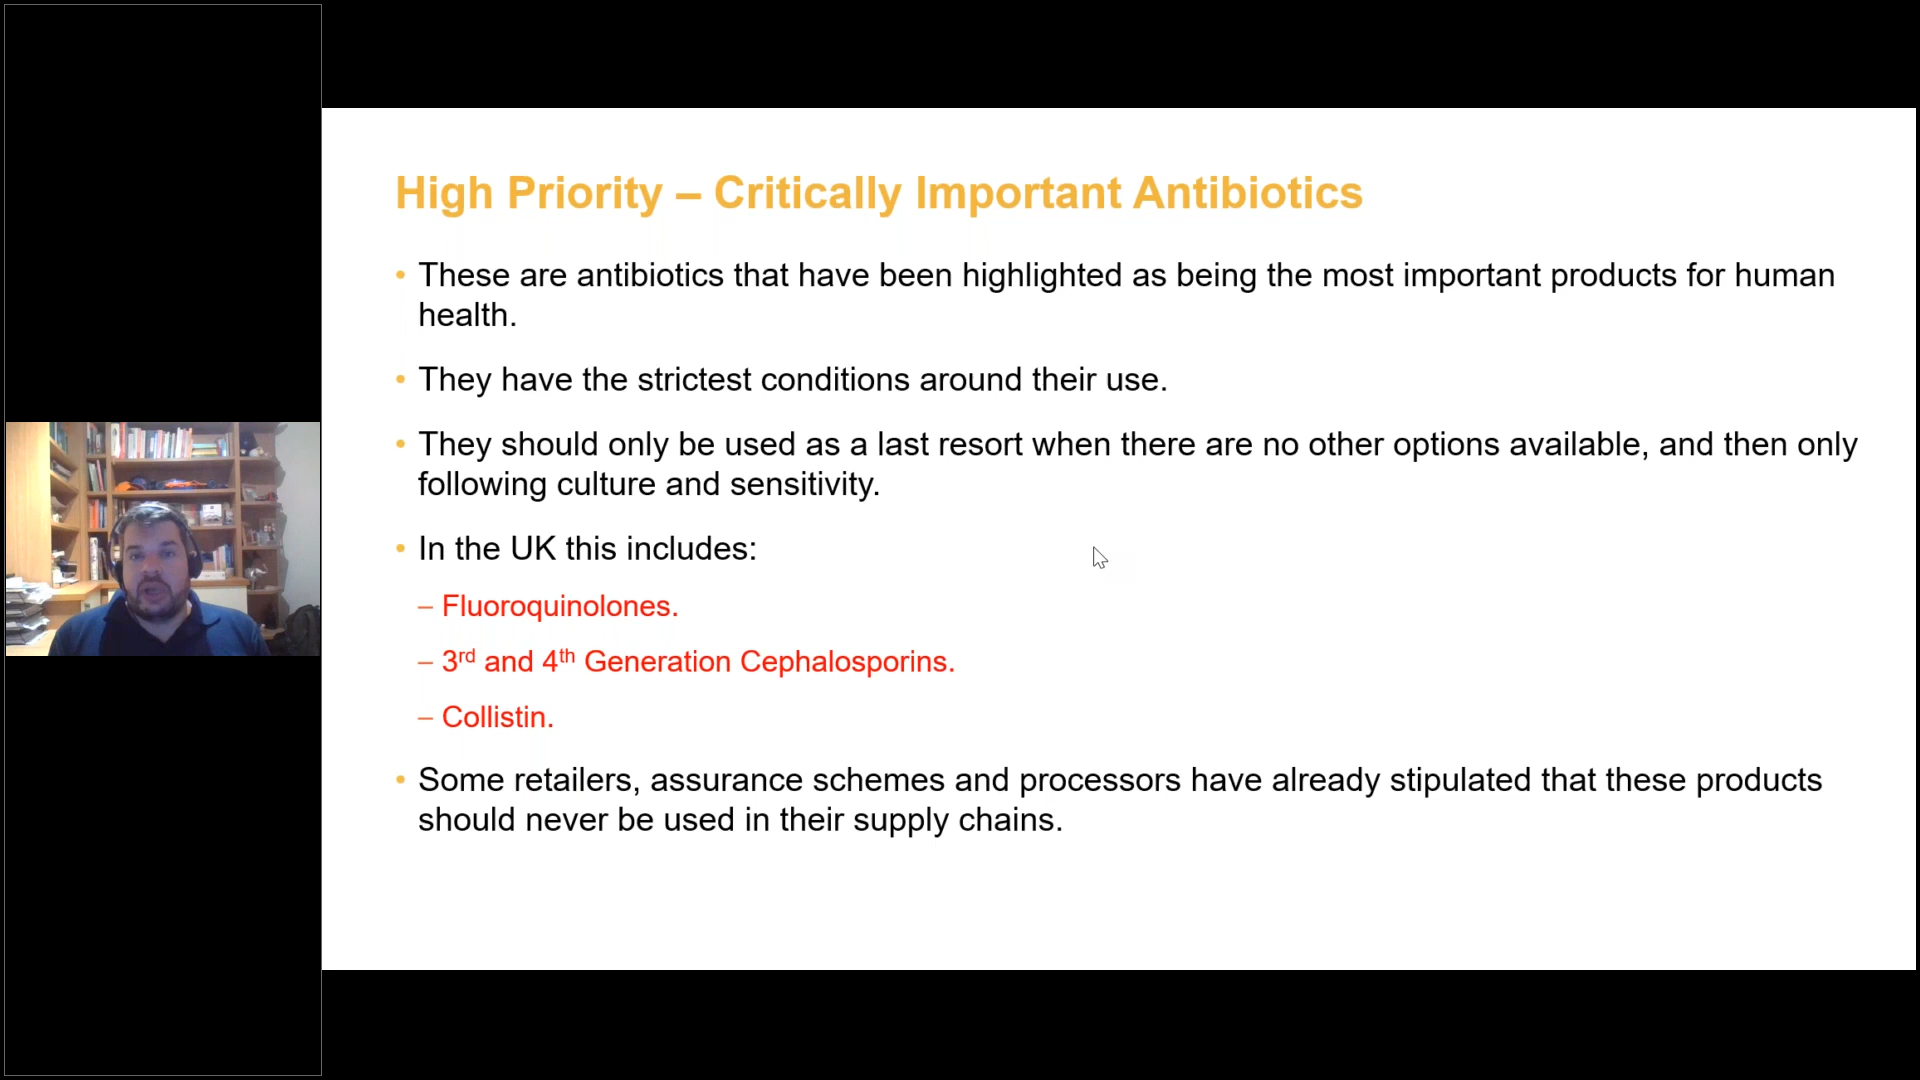 High Priority – Critically Important Antibiotics
• These are antibiotics that have been highlighted as being the most important products for human
health.
• They have the strictest conditions around their use.
• They should only be used as a last resort when there are no other options available, and then only
following culture and sensitivity.
• In the UK this includes:
– Fluoroquinolones.
– 3rd and 4th Generation Cephalosporins.
– Collistin.
• Some retailers, assurance schemes and processors have already stipulated that these products
should never be used in their supply chains.